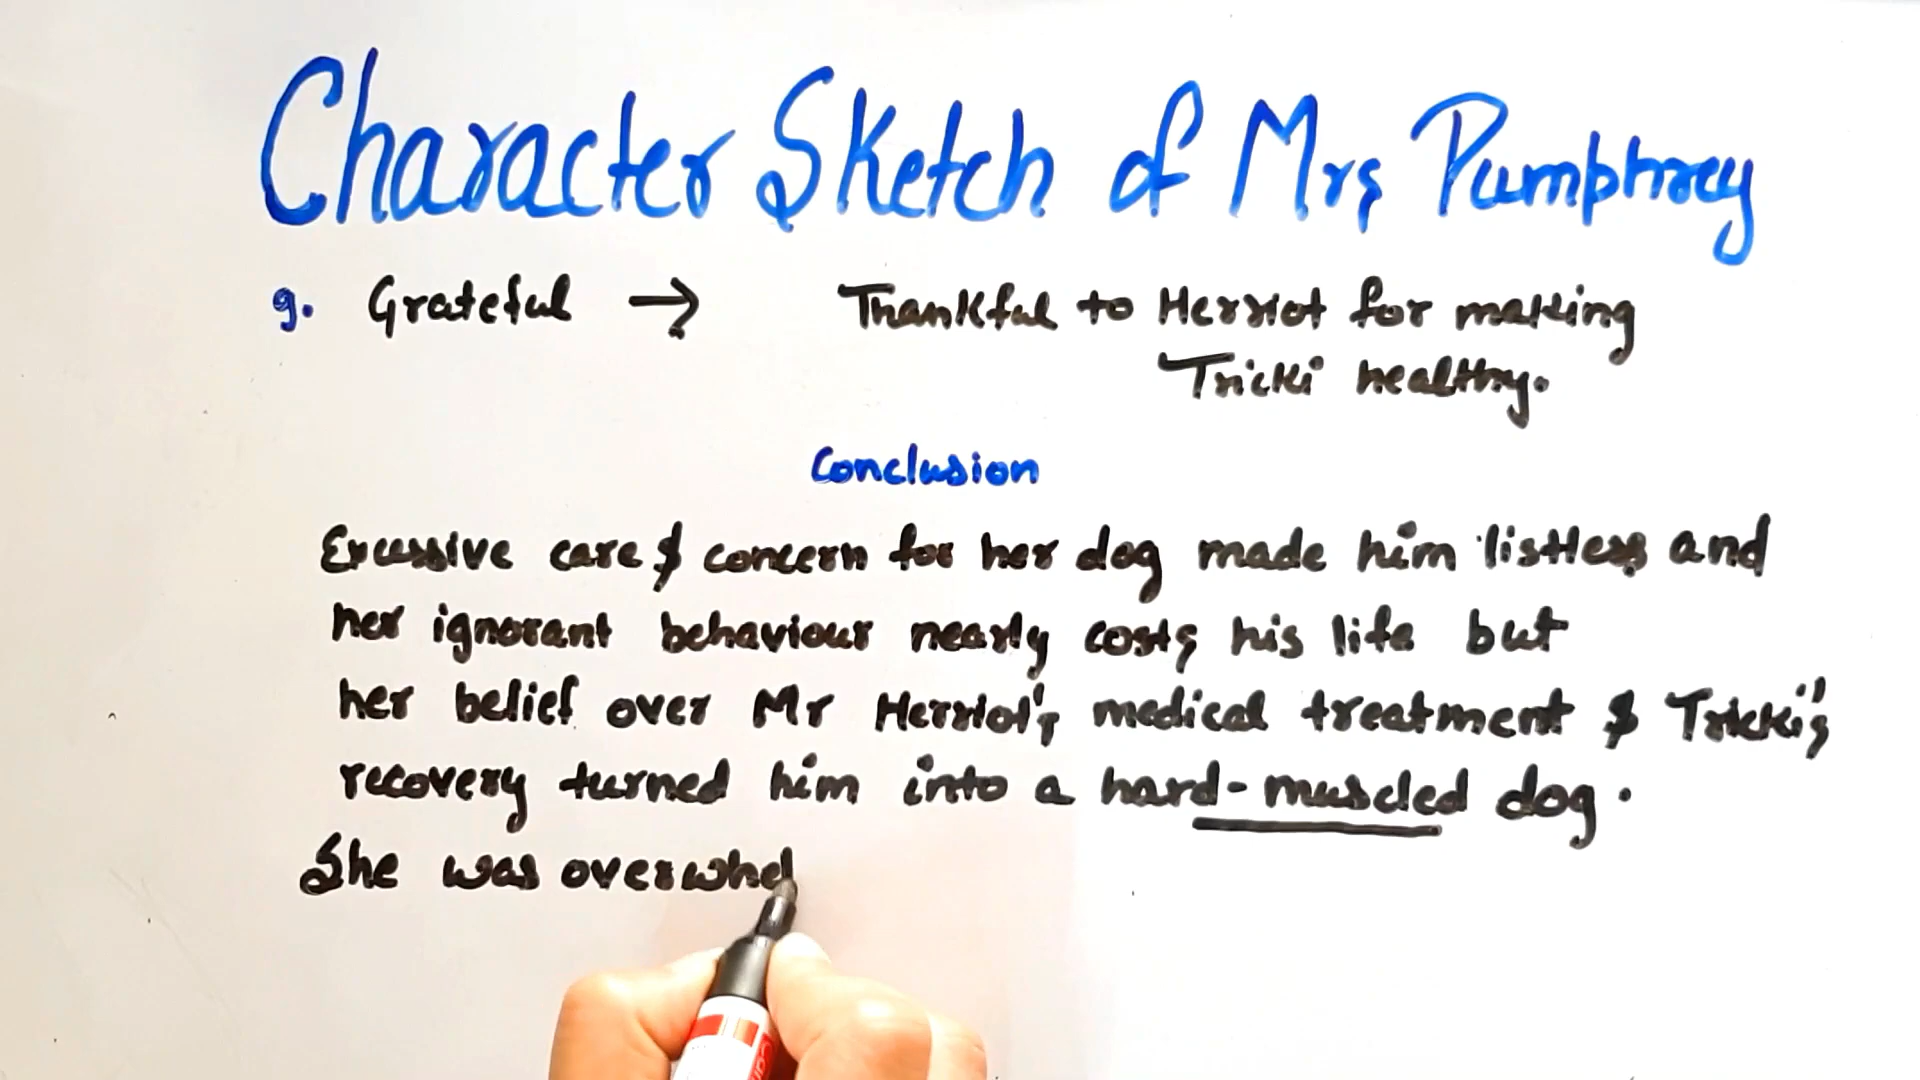 Character Sketch of Mrs Pumphrey
9. Grateful → Thankful to Herriot for making
Tricki healthy.
Conclusion
Excessive care & concern for her dog made him listless and
her ignorant behaviour nearly costs his life but
her belief over Mr Herriot's medical treatment & Tricki's
recovery turned him into a hard-muscled dog.
She was overwhel